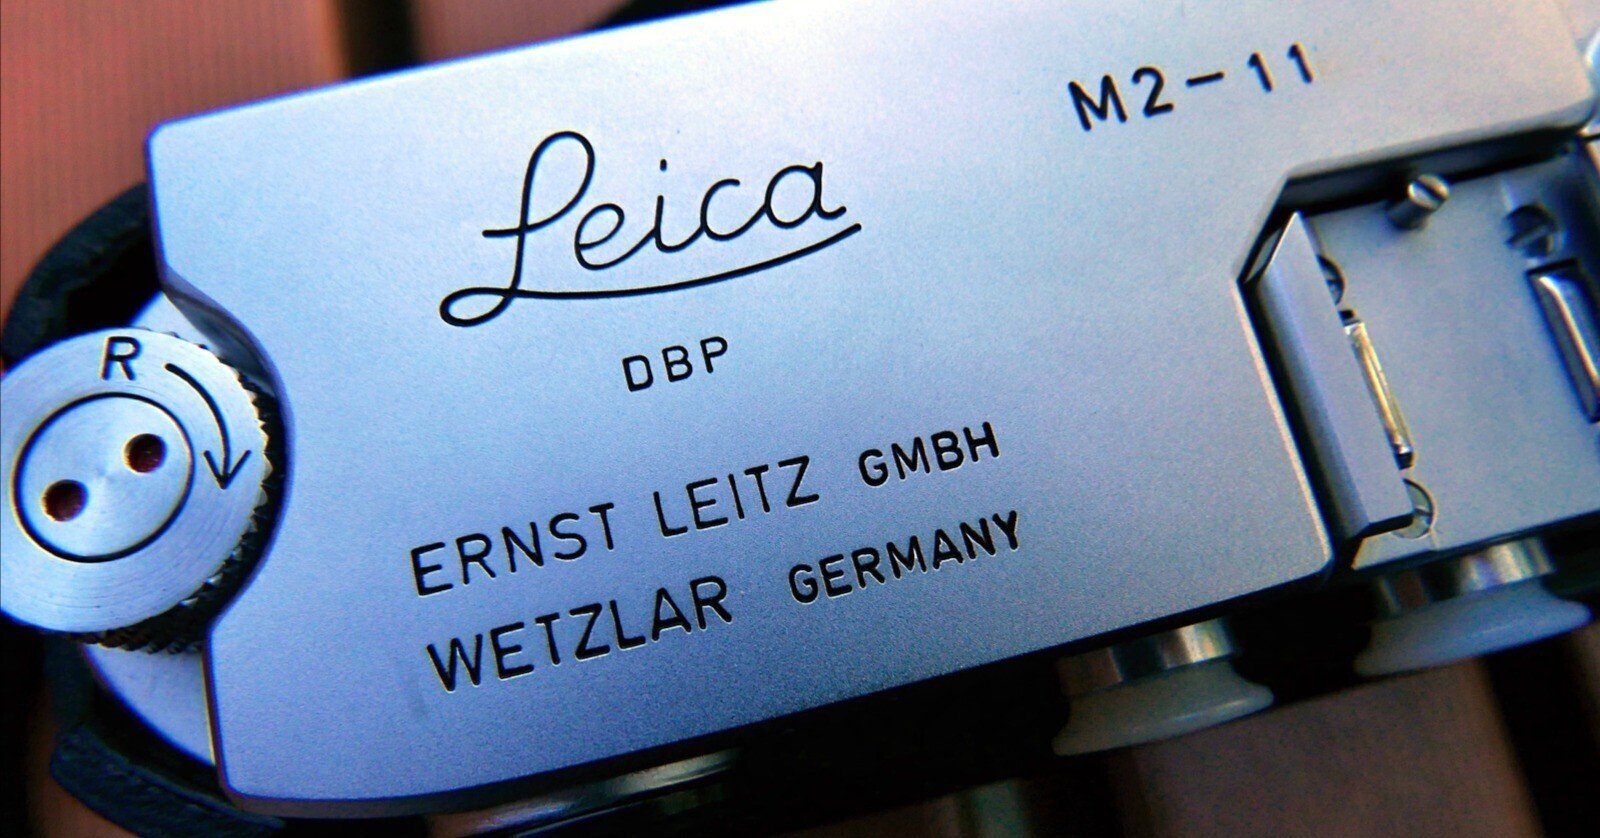 M2-11
Leica
DBP
R
ERNST LEITZ GMBH
WETZLAR GERMANY